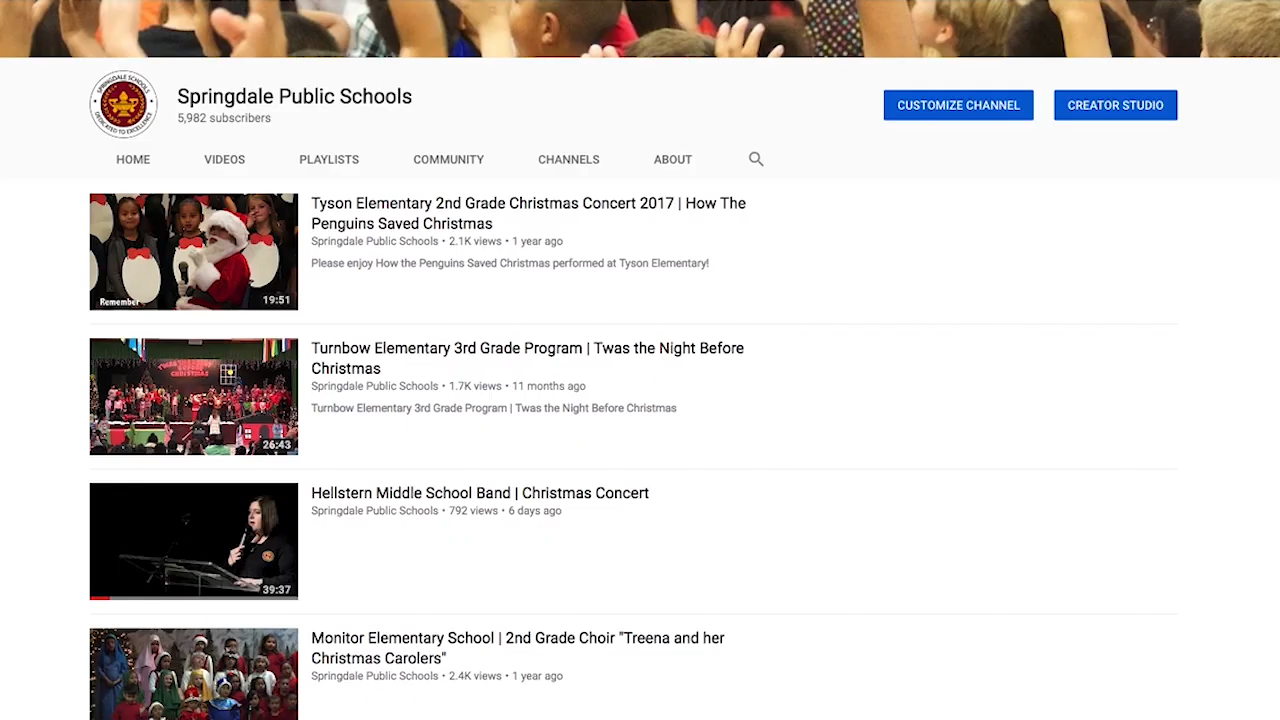 SPRINGDALE SCHOOLS
DEDICATED TO EXCELLENCE
Springdale Public Schools
5,982 subscribers
CUSTOMIZE CHANNEL
CREATOR STUDIO
HOME VIDEOS PLAYLISTS COMMUNITY CHANNELS ABOUT
Tyson Elementary 2nd Grade Christmas Concert 2017 | How The
Penguins Saved Christmas
Springdale Public Schools • 2.1K views • 1 year ago
Please enjoy How the Penguins Saved Christmas performed at Tyson Elementary!
Remember
19:51
Turnbow Elementary 3rd Grade Program | Twas the Night Before
Christmas
Springdale Public Schools • 1.7K views • 11 months ago
Turnbow Elementary 3rd Grade Program | Twas the Night Before Christmas
26:43
Hellstern Middle School Band | Christmas Concert
Springdale Public Schools • 792 views • 6 days ago
39:37
Monitor Elementary School | 2nd Grade Choir "Treena and her
Christmas Carolers"
Springdale Public Schools • 2.4K views • 1 year ago